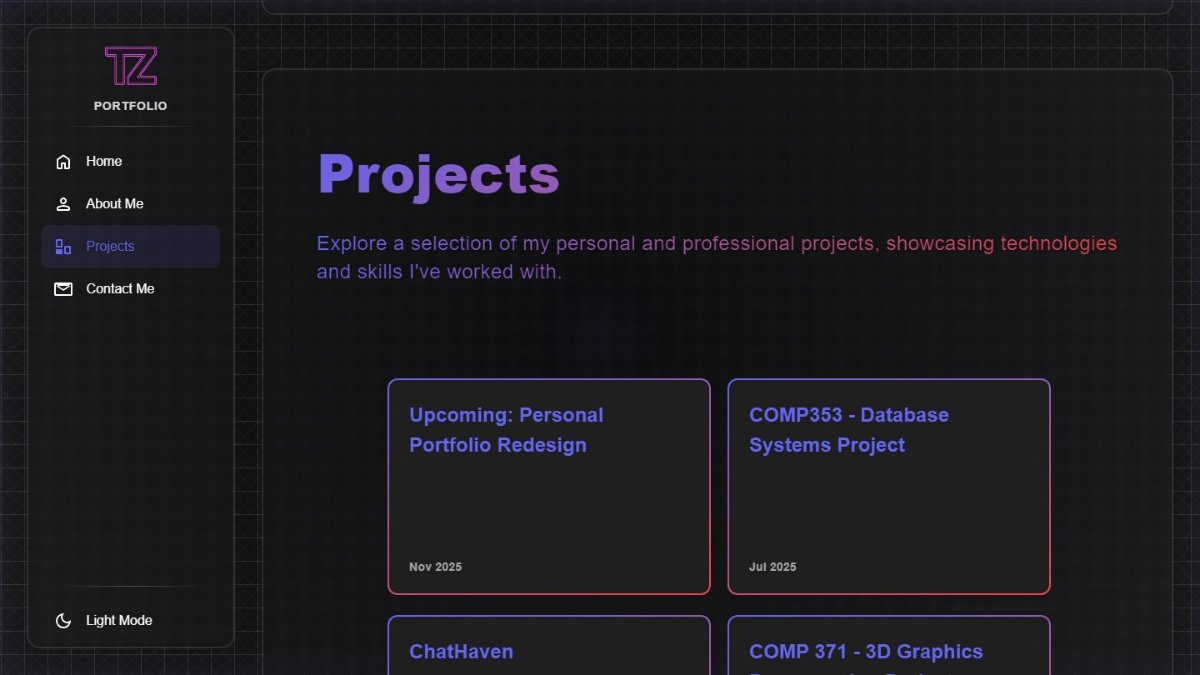 TZ
PORTFOLIO
Home
About Me
Projects
Contact Me
Light Mode
Projects
Explore a selection of my personal and professional projects, showcasing technologies
and skills I've worked with.
Upcoming: Personal
Portfolio Redesign
Nov 2025
COMP353 - Database
Systems Project
Jul 2025
ChatHaven
COMP 371 - 3D Graphics